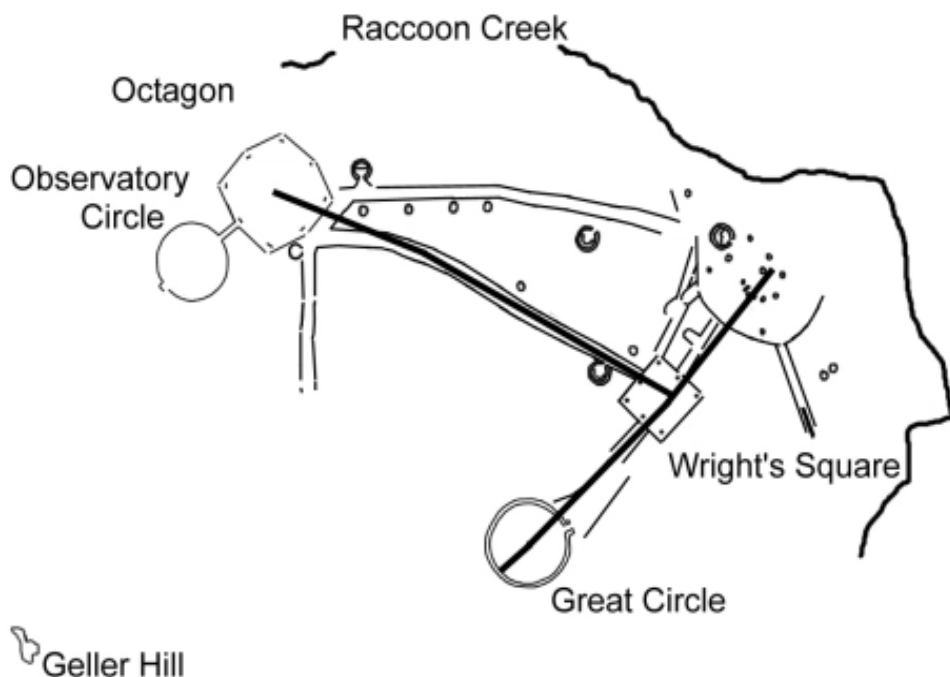 Raccoon Creek
Octagon
Observatory
Circle
Wright's Square
Great Circle
Geller Hill